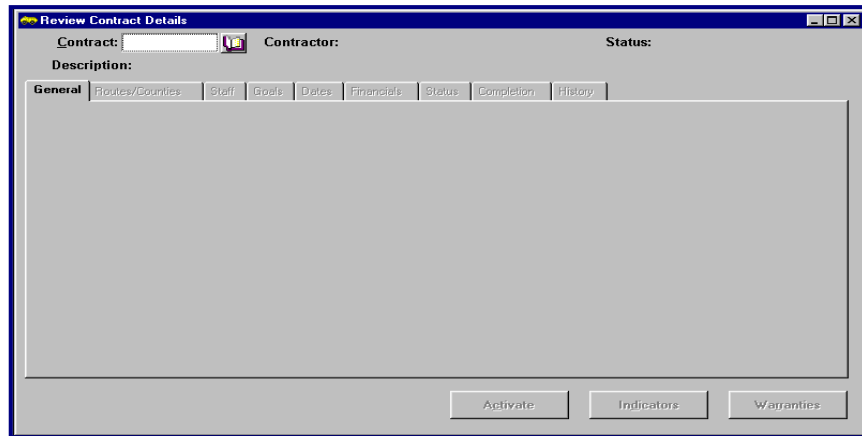 Review Contract Details
Contract: Contractor: Status:
Description:
General Routes/Counties Staff Goals Dates Financials Status Completion History
Activate Indicators Warranties